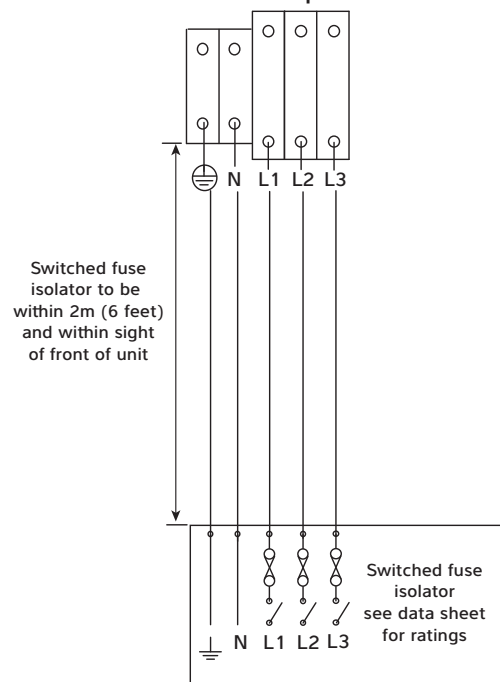 N L1 L2 L3
Switched fuse
isolator to be
within 2m (6 feet)
and within sight
of front of unit
Switched fuse
isolator
see data sheet
for ratings
N L1 L2 L3